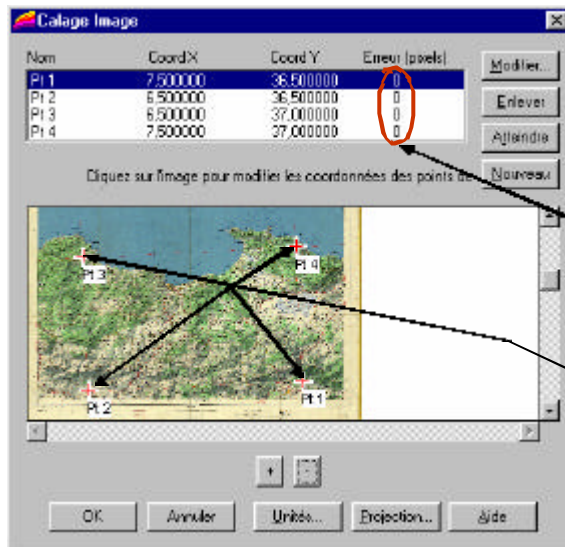 Calage Image
Nom Coord X Coord Y Erreur (pixels)
Pt 1 7,500000 36,500000 0
Pt 2 6,500000 36,500000 0
Pt 3 6,500000 37,000000 0
Pt 4 7,500000 37,000000 0
Modifier...
Enlever
Atteindre
Nouveau
Cliquez sur l'image pour modifier les coordonnées des points de
Pt 3
Pt 4
Pt 2
Pt 1
+
-
OK Annuler Unités... Projection... Aide